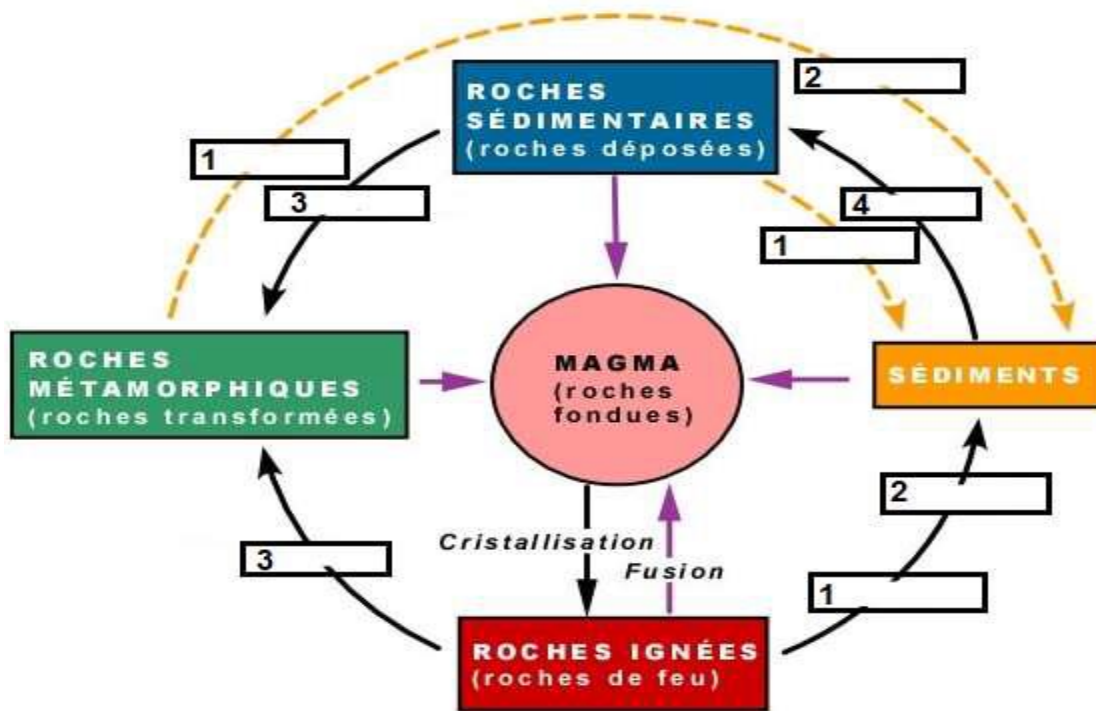 2
ROCHES
SÉDIMENTAIRES
(roches déposées)
1
3
4
1
ROCHES
MÉTAMORPHIQUES
(roches transformées)
MAGMA
(roches
fondues)
SÉDIMENTS
2
Cristallisation
Fusion
3
1
ROCHES IGNÉES
(roches de feu)